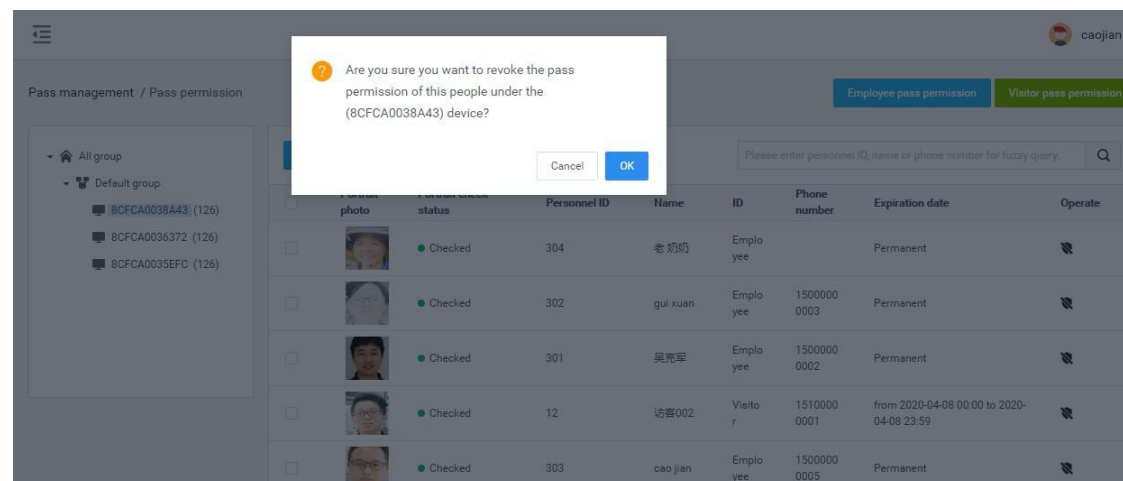 caojian
Are you sure you want to revoke the pass
permission of this people under the
(8CFCA0038A43) device?
Cancel
OK
Pass management / Pass permission
Employee pass permission
Visitor pass permission
All group
Default group
8CFCA0038A43 (126)
8CFCA0036372 (126)
8CFCA0035EFC (126)
Please enter personnel ID, name or phone number for fuzzy query.
Portrait
photo
Portrait check
status
Personnel ID
Name
ID
Phone
number
Expiration date
Operate
Checked
304
老奶奶
Emplo
yee
Permanent
Checked
302
gui xuan
Emplo
yee
1500000
0003
Permanent
Checked
301
Emplo
yee
1500000
0002
Permanent
Checked
12
访客002
Visito
r
1510000
0001
from 2020-04-08 00:00 to 2020-
04-08 23:59
Checked
303
cao jian
Emplo
yee
1500000
0005
Permanent